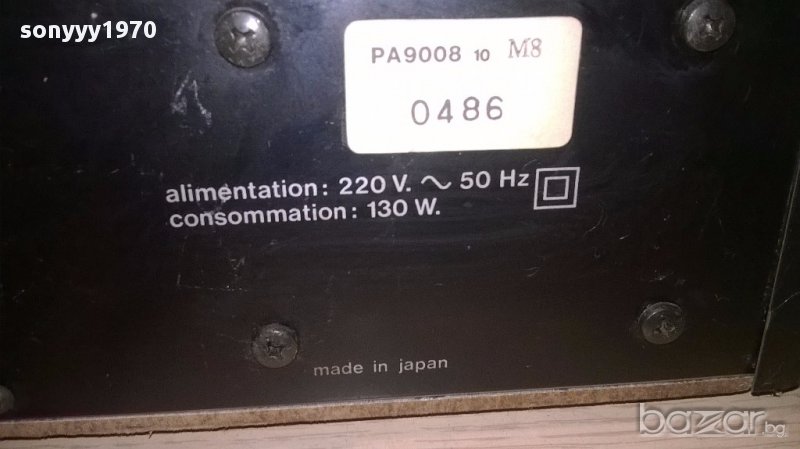 sonyyy1970
PA9008 10 M8
0486
alimentation: 220 V. ~ 50 Hz
consommation: 130 W.
made in japan
bazar.bg